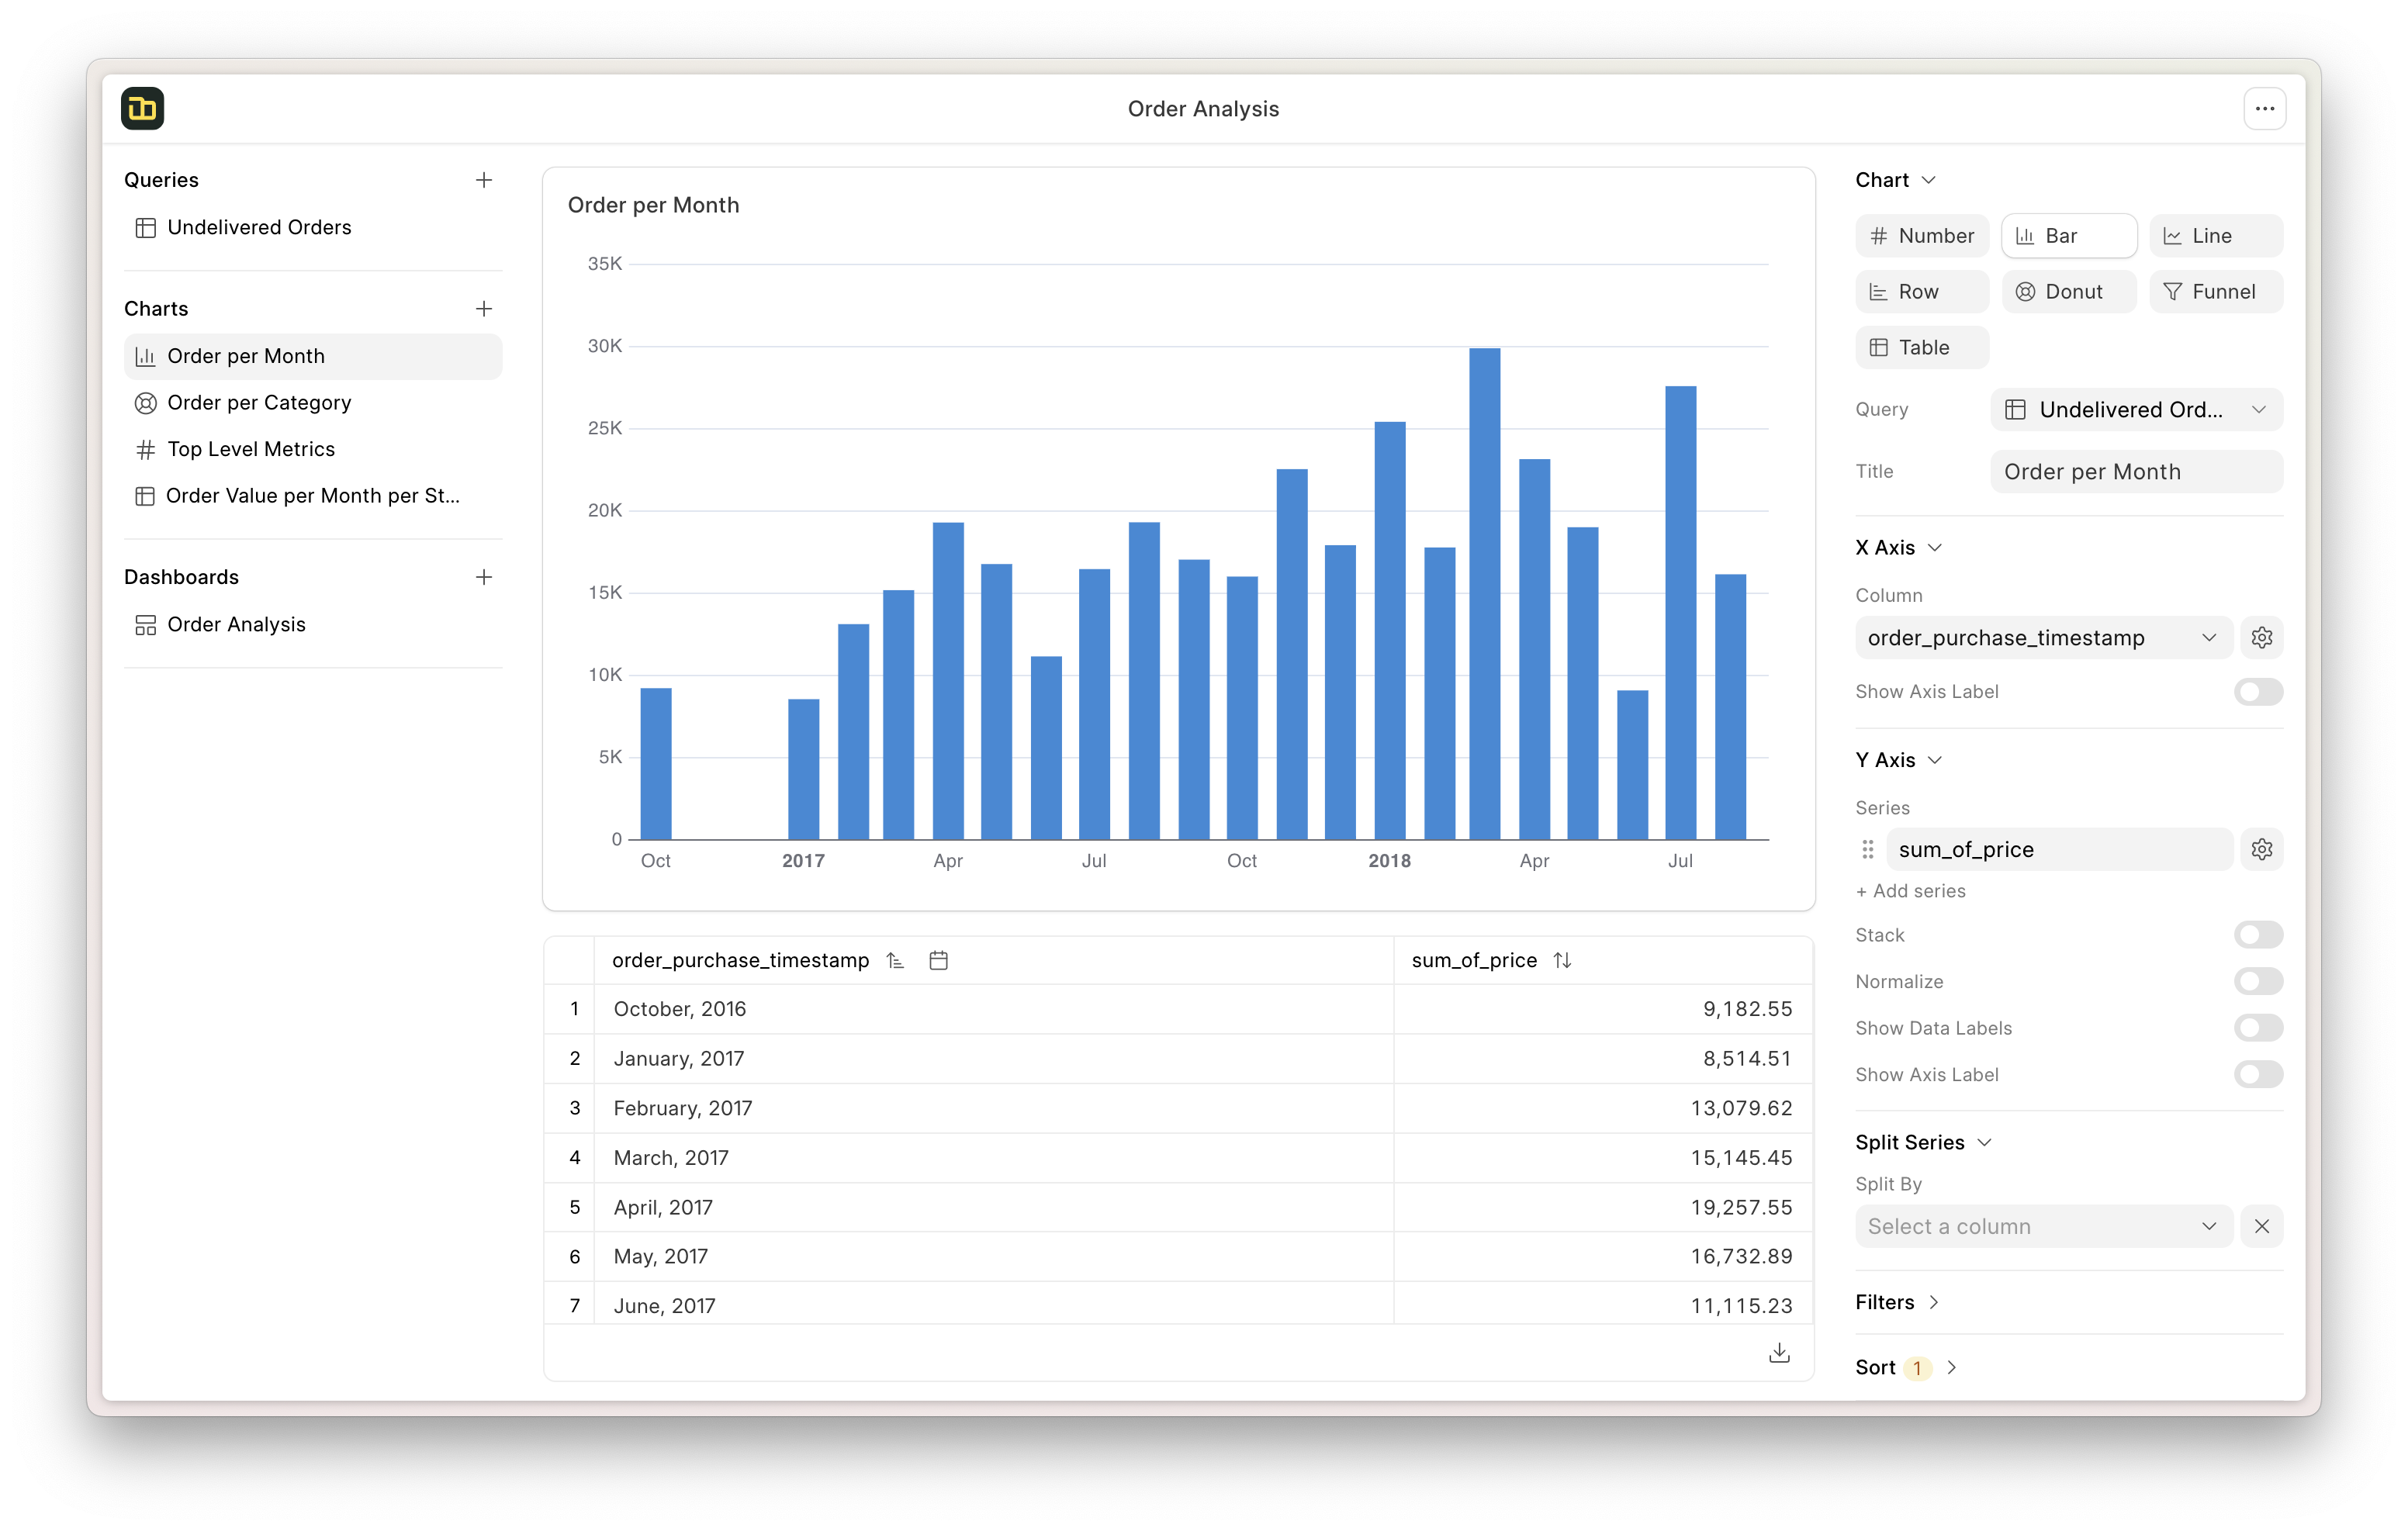 Order Analysis
Queries
Undelivered Orders
Charts
Order per Month
Order per Category
Top Level Metrics
Order Value per Month per St...
Dashboards
Order Analysis
Order per Month
35K
30K
25K
20K
15K
10K
5K
0
Oct 2017 Apr Jul Oct 2018 Apr Jul
order_purchase_timestamp sum_of_price
1 October, 2016 9,182.55
2 January, 2017 8,514.51
3 February, 2017 13,079.62
4 March, 2017 15,145.45
5 April, 2017 19,257.55
6 May, 2017 16,732.89
7 June, 2017 11,115.23
Chart
Number Bar Line
Row Donut Funnel
Table
Query Undelivered Ord...
Title Order per Month
X Axis
Column
order_purchase_timestamp
Show Axis Label
Y Axis
Series
sum_of_price
+ Add series
Stack
Normalize
Show Data Labels
Show Axis Label
Split Series
Split By
Select a column
Filters
Sort 1